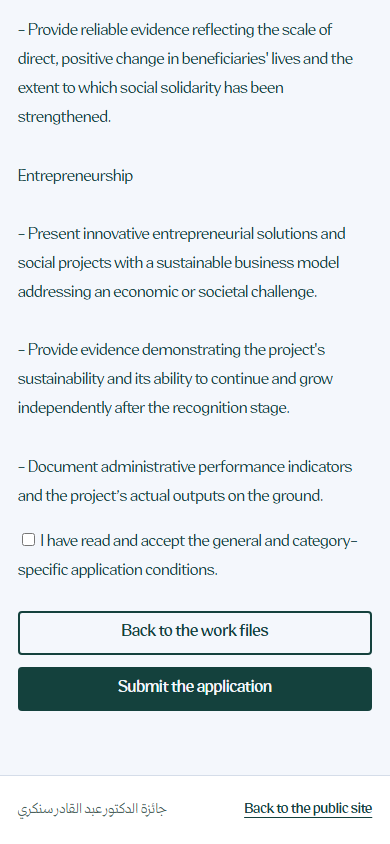 - Provide reliable evidence reflecting the scale of
direct, positive change in beneficiaries' lives and the
extent to which social solidarity has been
strengthened.
Entrepreneurship
- Present innovative entrepreneurial solutions and
social projects with a sustainable business model
addressing an economic or societal challenge.
- Provide evidence demonstrating the project's
sustainability and its ability to continue and grow
independently after the recognition stage.
- Document administrative performance indicators
and the project's actual outputs on the ground.
I have read and accept the general and category-
specific application conditions.
Back to the work files
Submit the application
جائزة الدكتور عبد القادر سنكري
Back to the public site